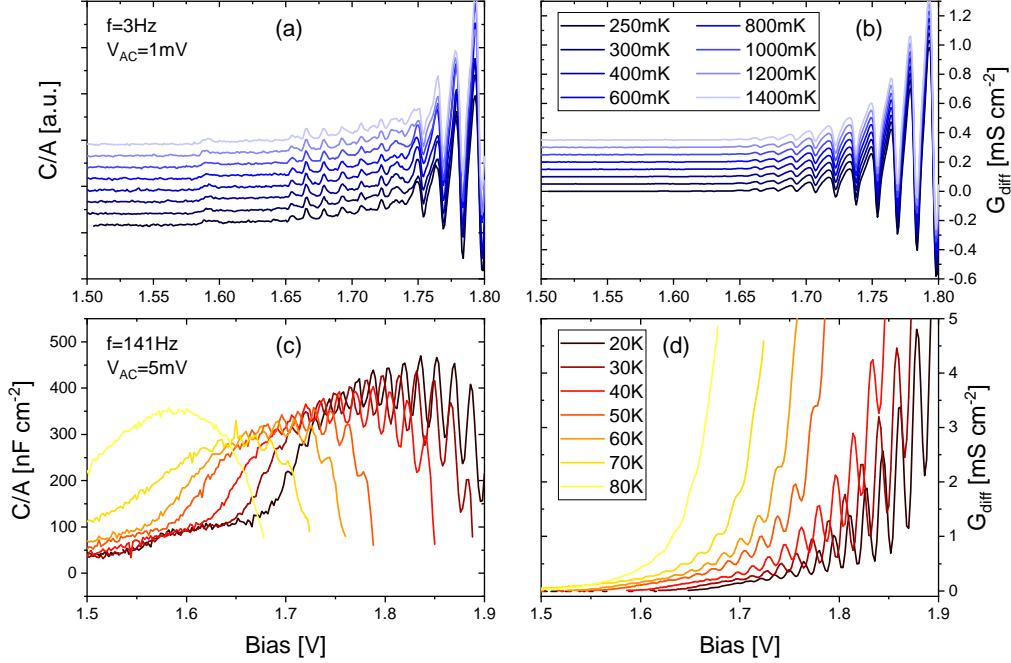 f=3Hz
V_AC=1mV
(a)
C/A [a.u.]
1.50 1.55 1.60 1.65 1.70 1.75 1.80
(b)
250mK 800mK
300mK 1000mK
400mK 1200mK
600mK 1400mK
1.2
1.0
0.8
0.6
0.4
0.2
0.0
-0.2
-0.4
-0.6
G_diff [mS cm⁻²]
1.50 1.55 1.60 1.65 1.70 1.75 1.80
f=141Hz
V_AC=5mV
(c)
C/A [nF cm⁻²]
500
400
300
200
100
0
1.5 1.6 1.7 1.8 1.9
Bias [V]
(d)
20K
30K
40K
50K
60K
70K
80K
5
4
3
2
1
0
G_diff [mS cm⁻²]
1.5 1.6 1.7 1.8 1.9
Bias [V]